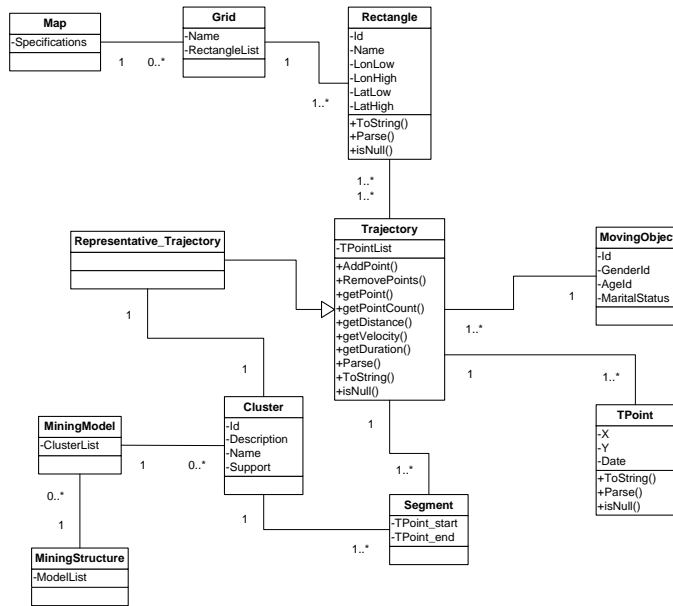 Map
-Specifications
1
0..*
Grid
-Name
-RectangleList
1
1..*
Rectangle
-Id
-Name
-LonLow
-LonHigh
-LatLow
-LatHigh
+ToString()
+Parse()
+isNull()
1..*
1..*
Representative_Trajectory
Trajectory
-TPointList
+AddPoint()
+RemovePoints()
+getPoint()
+getPointCount()
+getDistance()
+getVelocity()
+getDuration()
+Parse()
+ToString()
+isNull()
MovingObject
-Id
-GenderId
-AgeId
-MaritalStatus
1
1..*
1
1..*
1
1
TPoint
-X
-Y
-Date
+ToString()
+Parse()
+isNull()
MiningModel
-ClusterList
1
0..*
Cluster
-Id
-Description
-Name
-Support
1
1..*
0..*
1
1
1..*
Segment
-TPoint_start
-TPoint_end
MiningStructure
-ModelList